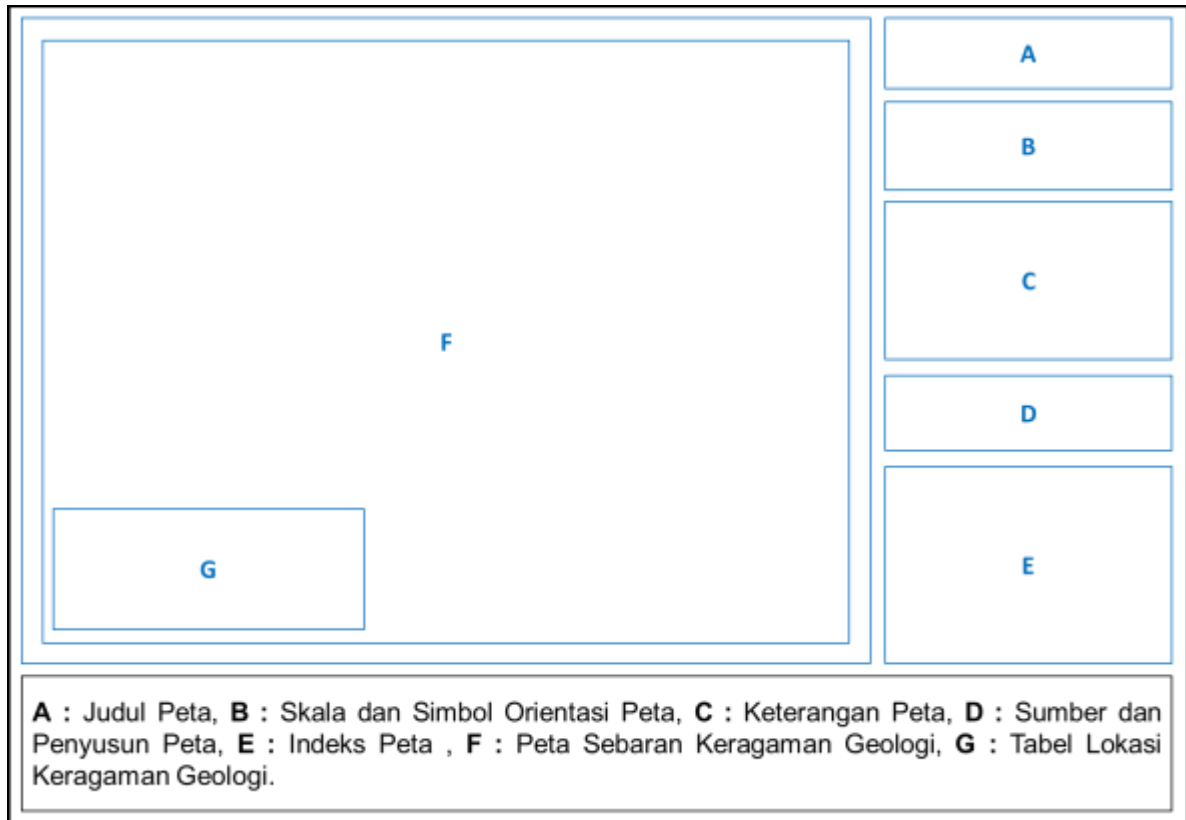 A
B
C
F
D
G
E
A : Judul Peta, B : Skala dan Simbol Orientasi Peta, C : Keterangan Peta, D : Sumber dan
Penyusun Peta, E : Indeks Peta , F : Peta Sebaran Keragaman Geologi, G : Tabel Lokasi
Keragaman Geologi.